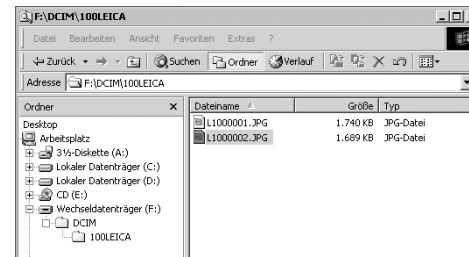 F:\DCIM\100LEICA
Datei Bearbeiten Ansicht Favoriten Extras ?
Zurück Suchen Ordner Verlauf
Adresse F:\DCIM\100LEICA
Ordner x Dateiname Größe Typ
L1000001.JPG 1.740 KB JPG-Datei
L1000002.JPG 1.689 KB JPG-Datei
Desktop
Arbeitsplatz
3½-Diskette (A:)
Lokaler Datenträger (C:)
Lokaler Datenträger (D:)
CD (E:)
Wechseldatenträger (F:)
DCIM
100LEICA